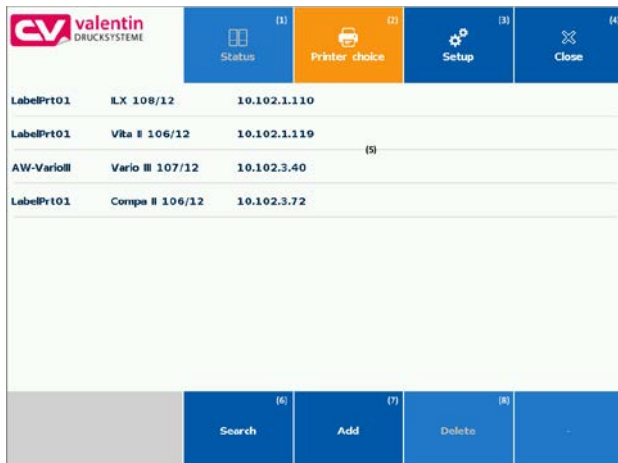 CV valentin
DRUCKSYSTEME
(1)
Status
(2)
Printer choice
(3)
Setup
(4)
Close
LabelPrt01 ILX 108/12 10.102.1.110
LabelPrt01 Vita II 106/12 10.102.1.119
(5)
AW-VarioIII Vario III 107/12 10.102.3.40
LabelPrt01 Compa II 106/12 10.102.3.72
(6)
Search
(7)
Add
(8)
Delete
-